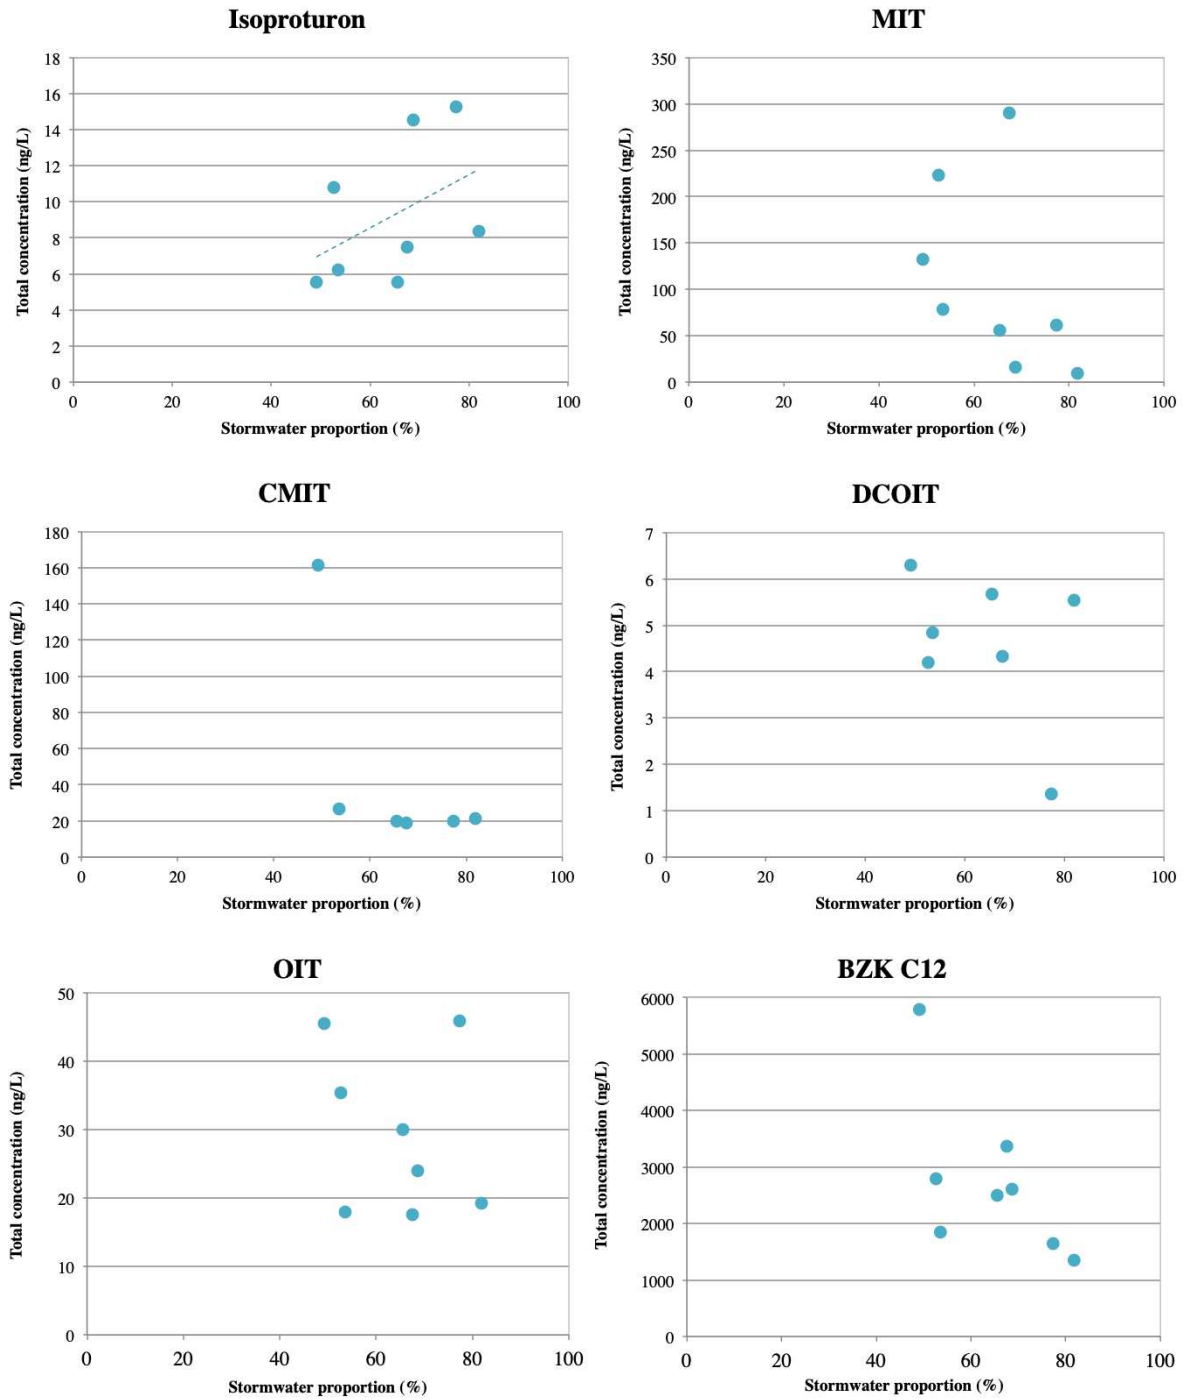 Isoproturon
18
16
14
12
10
8
6
4
2
0
Total concentration (ng/L)
0 20 40 60 80 100
Stormwater proportion (%)
MIT
350
300
250
200
150
100
50
0
Total concentration (ng/L)
0 20 40 60 80 100
Stormwater proportion (%)
CMIT
180
160
140
120
100
80
60
40
20
0
Total concentration (ng/L)
0 20 40 60 80 100
Stormwater proportion (%)
DCOIT
7
6
5
4
3
2
1
0
Total concentration (ng/L)
0 20 40 60 80 100
Stormwater proportion (%)
OIT
50
40
30
20
10
0
Total concentration (ng/L)
0 20 40 60 80 100
Stormwater proportion (%)
BZK C12
6000
5000
4000
3000
2000
1000
0
Total concentration (ng/L)
0 20 40 60 80 100
Stormwater proportion (%)